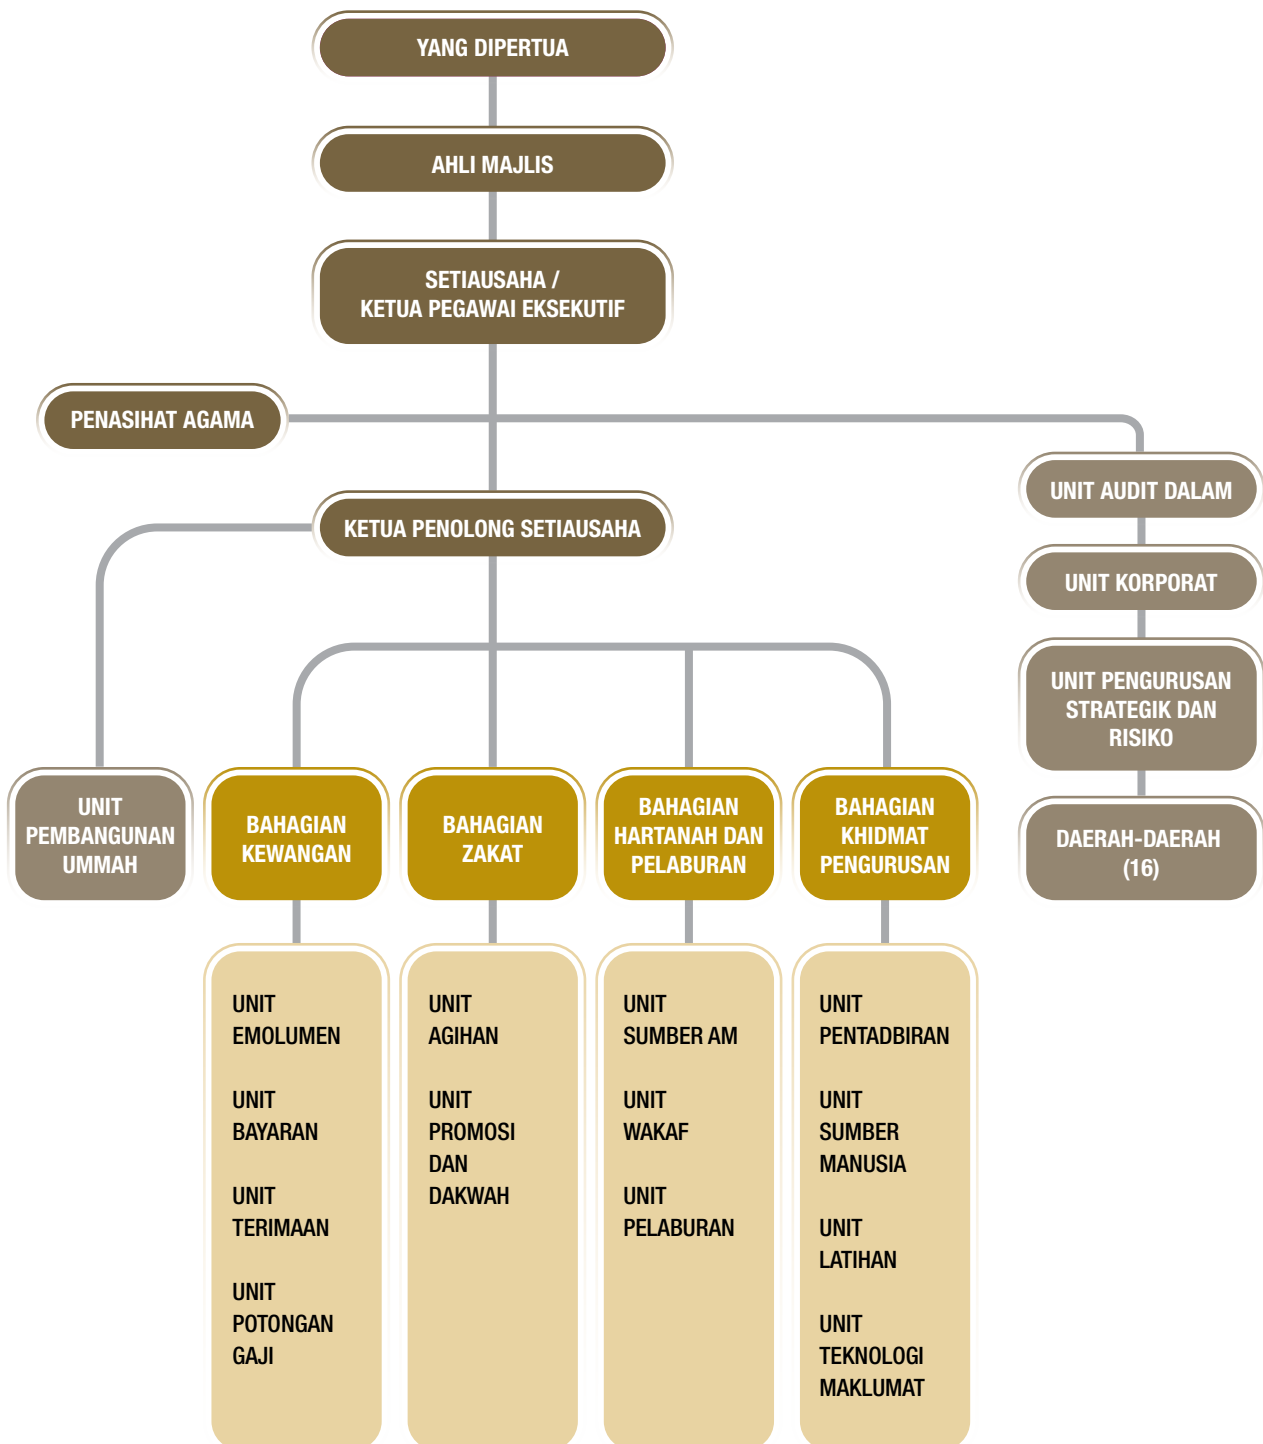 YANG DIPERTUA
AHLI MAJLIS
SETIAUSAHA /
KETUA PEGAWAI EKSEKUTIF
PENASIHAT AGAMA
UNIT AUDIT DALAM
KETUA PENOLONG SETIAUSAHA
UNIT KORPORAT
UNIT PENGURUSAN
STRATEGIK DAN
RISIKO
UNIT
PEMBANGUNAN
UMMAH
BAHAGIAN
KEWANGAN
BAHAGIAN
ZAKAT
BAHAGIAN
HARTANAH DAN
PELABURAN
BAHAGIAN
KHIDMAT
PENGURUSAN
DAERAH-DAERAH
(16)
UNIT
EMOLUMEN
UNIT
BAYARAN
UNIT
TERIMAAN
UNIT
POTONGAN
GAJI
UNIT
AGIHAN
UNIT
PROMOSI
DAN
DAKWAH
UNIT
SUMBER AM
UNIT
WAKAF
UNIT
PELABURAN
UNIT
PENTADBIRAN
UNIT
SUMBER
MANUSIA
UNIT
LATIHAN
UNIT
TEKNOLOGI
MAKLUMAT